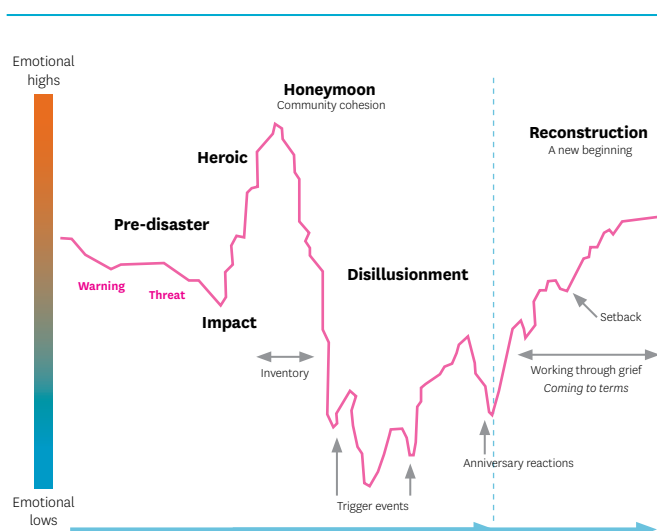 Emotional
highs
Honeymoon
Community cohesion
Reconstruction
A new beginning
Heroic
Pre-disaster
Disillusionment
Warning
Threat
Impact
Setback
Inventory
Working through grief
Coming to terms
Anniversary reactions
Trigger events
Emotional
lows